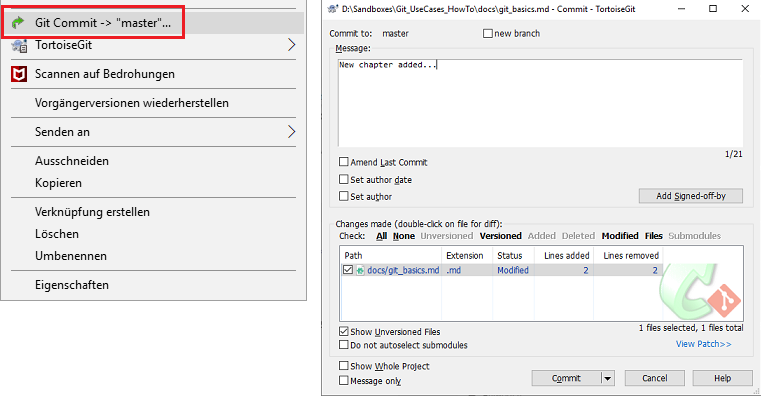 Git Commit -> "master"...
TortoiseGit
Scannen auf Bedrohungen
Vorgängerversionen wiederherstellen
Senden an
Ausschneiden
Kopieren
Verknüpfung erstellen
Löschen
Umbenennen
Eigenschaften
D:\Sandboxes\Git_UseCases_HowTo\docs\git_basics.md - Commit - TortoiseGit
Commit to: master new branch
Message:
New chapter added...
1/21
Amend Last Commit
Set author date
Set author
Add Signed-off-by
Changes made (double-click on file for diff):
Check: All None Unversioned Versioned Added Deleted Modified Files Submodules
Path Extension Status Lines added Lines removed
docs/git_basics.md .md Modified 2 2
Show Unversioned Files
1 files selected, 1 files total
Do not autoselect submodules
View Patch>>
Show Whole Project
Message only
Commit Cancel Help